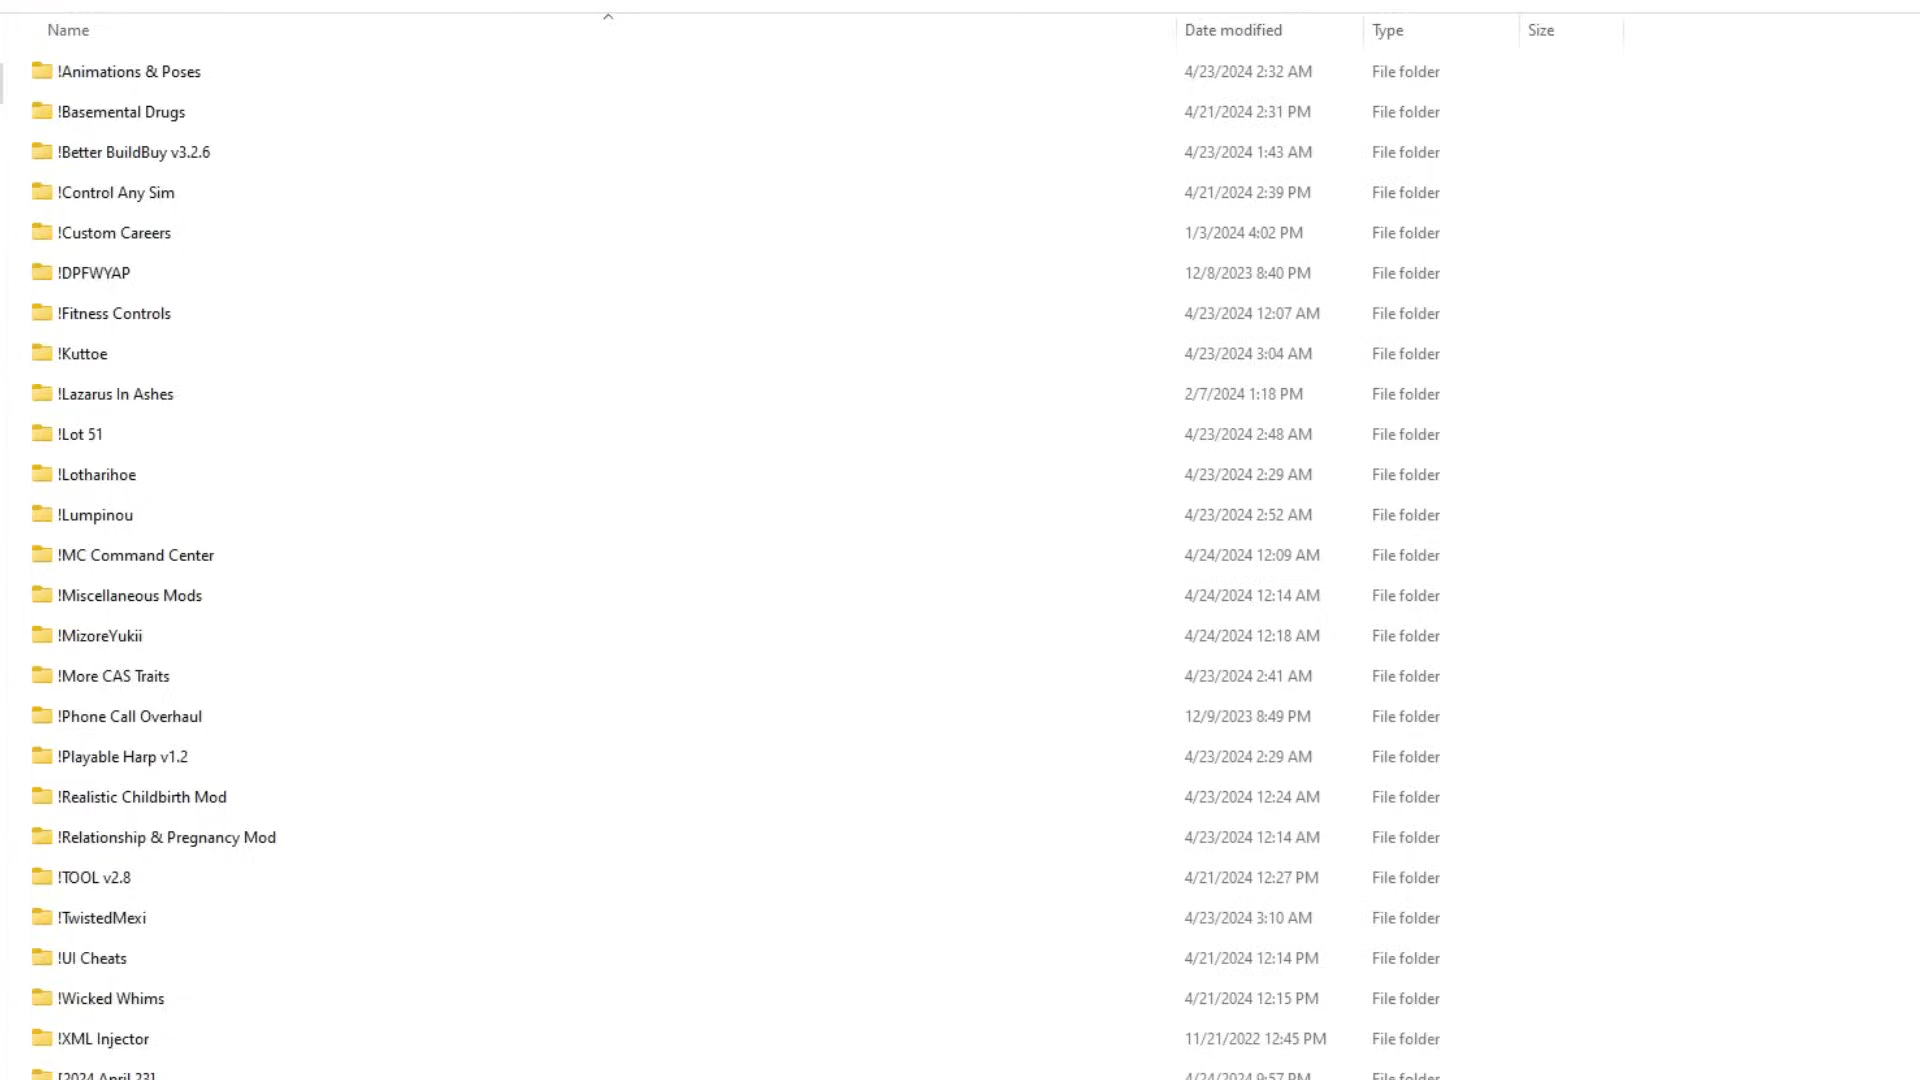 Name Date modified Type Size
!Animations & Poses 4/23/2024 2:32 AM File folder
!Basemental Drugs 4/21/2024 2:31 PM File folder
!Better BuildBuy v3.2.6 4/23/2024 1:43 AM File folder
!Control Any Sim 4/21/2024 2:39 PM File folder
!Custom Careers 1/3/2024 4:02 PM File folder
!DPFWYAP 12/8/2023 8:40 PM File folder
!Fitness Controls 4/23/2024 12:07 AM File folder
!Kuttoe 4/23/2024 3:04 AM File folder
!Lazarus In Ashes 2/7/2024 1:18 PM File folder
!Lot 51 4/23/2024 2:48 AM File folder
!Lotharihoe 4/23/2024 2:29 AM File folder
!Lumpinou 4/23/2024 2:52 AM File folder
!MC Command Center 4/24/2024 12:09 AM File folder
!Miscellaneous Mods 4/24/2024 12:14 AM File folder
!MizoreYukii 4/24/2024 12:18 AM File folder
!More CAS Traits 4/23/2024 2:41 AM File folder
!Phone Call Overhaul 12/9/2023 8:49 PM File folder
!Playable Harp v1.2 4/23/2024 2:29 AM File folder
!Realistic Childbirth Mod 4/23/2024 12:24 AM File folder
!Relationship & Pregnancy Mod 4/23/2024 12:14 AM File folder
!TOOL v2.8 4/21/2024 12:27 PM File folder
!TwistedMexi 4/23/2024 3:10 AM File folder
!UI Cheats 4/21/2024 12:14 PM File folder
!Wicked Whims 4/21/2024 12:15 PM File folder
!XML Injector 11/21/2022 12:45 PM File folder
[2024 April 23] 4/24/2024 9:57 PM File folder